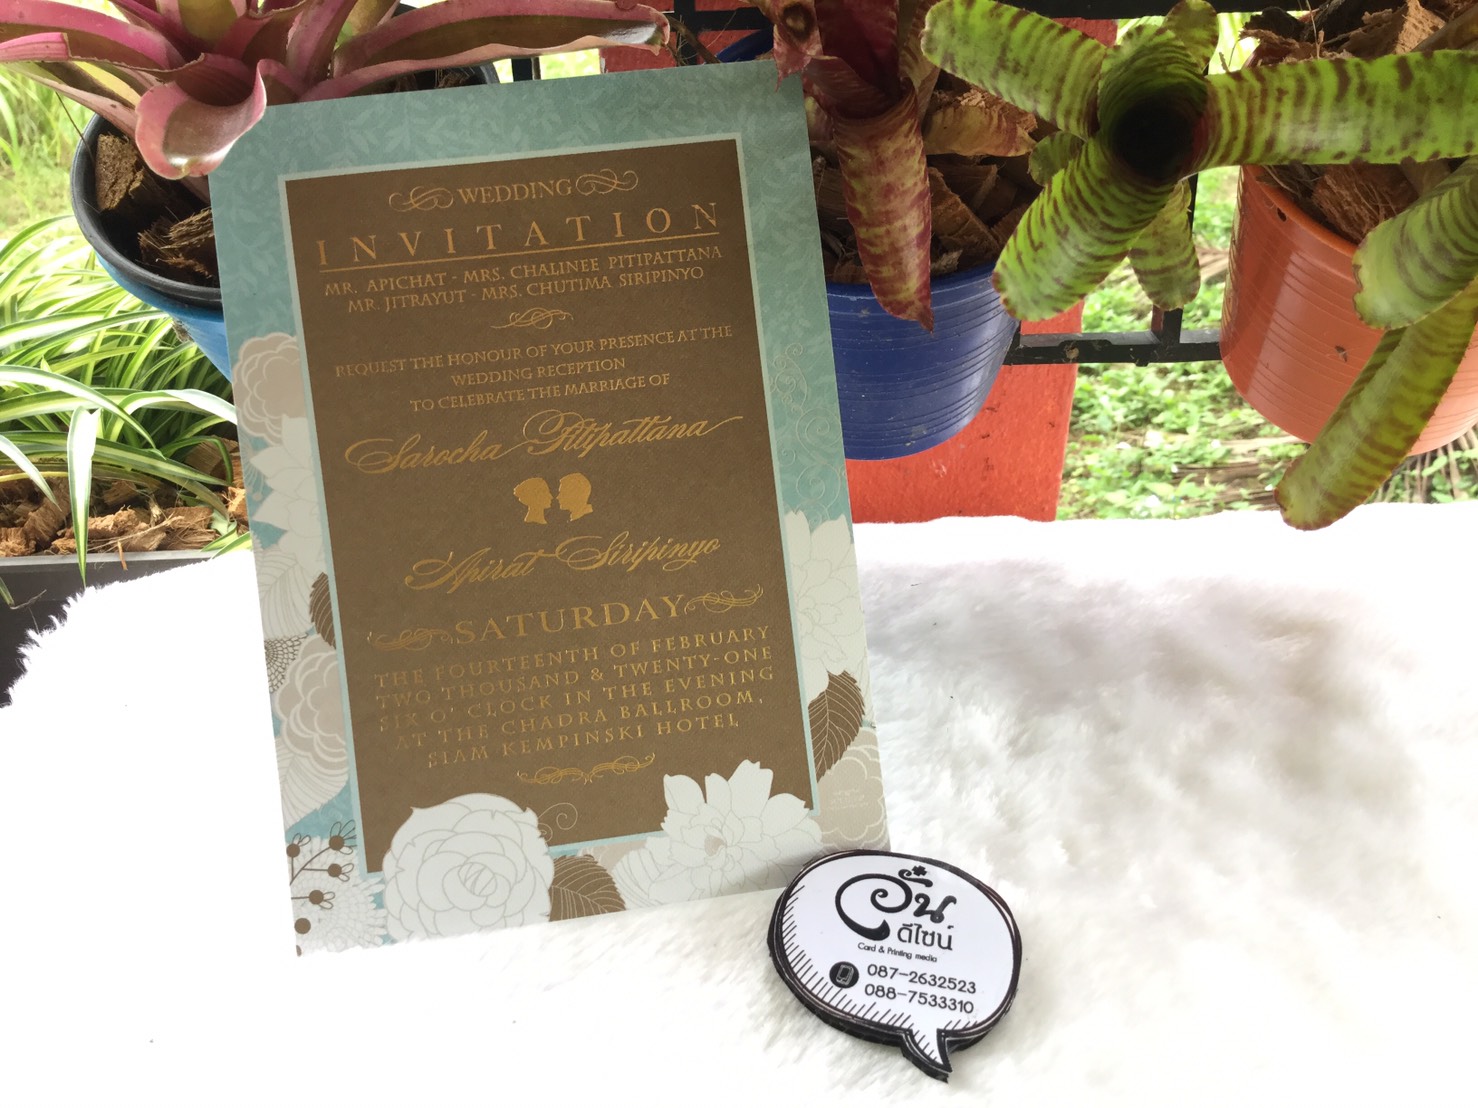 WEDDING
INVITATION
MR. APICHAT - MRS. CHALINEE PITIPATTANA
MR. JITRAYUT - MRS. CHUTIMA SIRIPINYO
REQUEST THE HONOUR OF YOUR PRESENCE AT THE
WEDDING RECEPTION
TO CELEBRATE THE MARRIAGE OF
Sarocha Pitipattana
Apirat Siripinyo
SATURDAY
THE FOURTEENTH OF FEBRUARY
TWO THOUSAND & TWENTY-ONE
SIX O' CLOCK IN THE EVENING
AT THE CHADRA BALLROOM,
SIAM KEMPINSKI HOTEL
อุ๋น
ดีไซน์
Card & Printing media
087-2632523
088-7533310